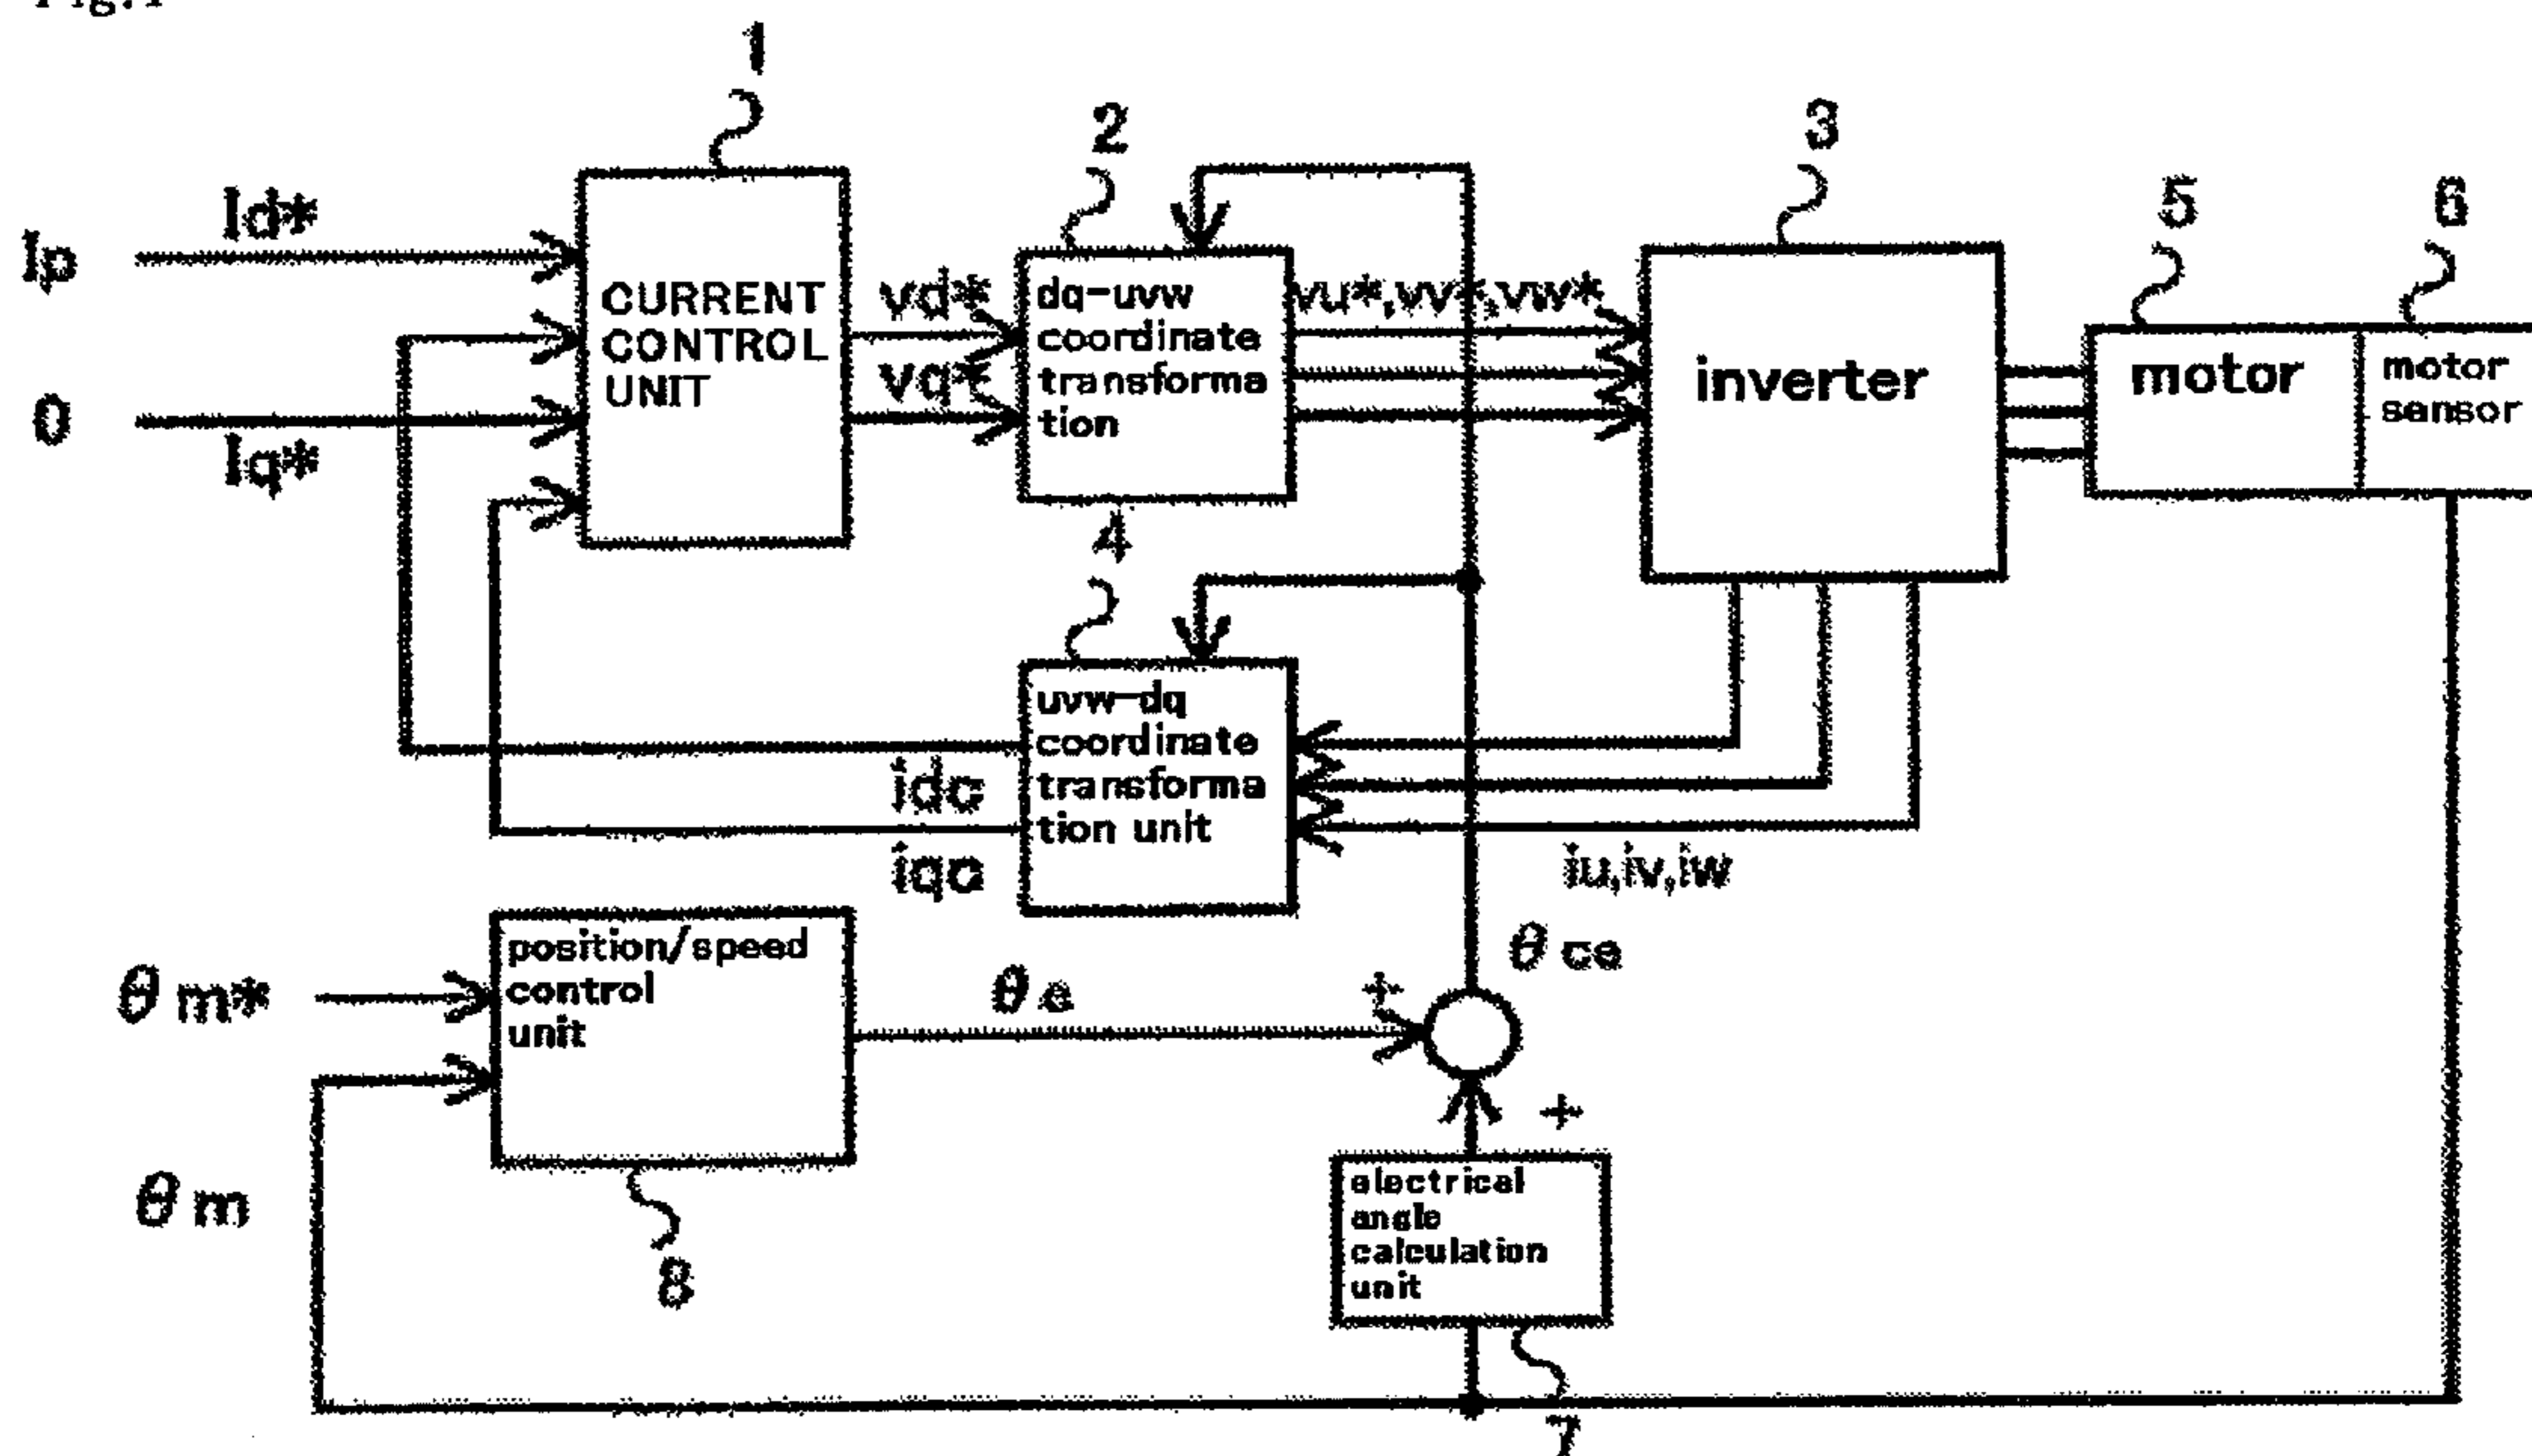 Fig.1
1
2
3
5
6
Ip
Id*
0
Iq*
CURRENT
CONTROL
UNIT
vd*
vq*
dq-uvw
coordinate
transforma
tion
vu*,vv*,vw*
inverter
motor
motor
sensor
4
uvw-dq
coordinate
transforma
tion unit
idc
iqc
iu,iv,iw
θce
position/speed
control
unit
θm*
θm
8
θe
+
+
electrical
angle
calculation
unit
7